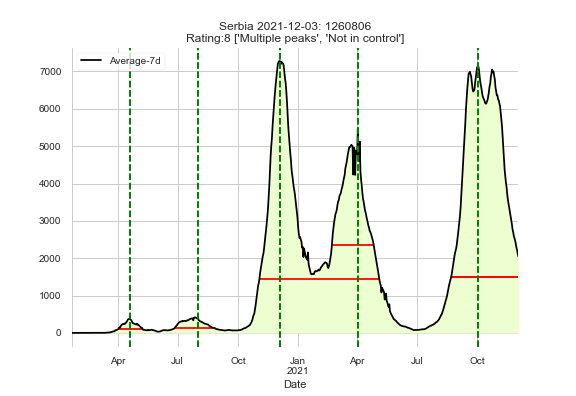 Serbia 2021-12-03: 1260806
Rating:8 ['Multiple peaks', 'Not in control']
Average-7d
7000
6000
5000
4000
3000
2000
1000
0
Apr Jul Oct Jan Apr Jul Oct
2021
Date